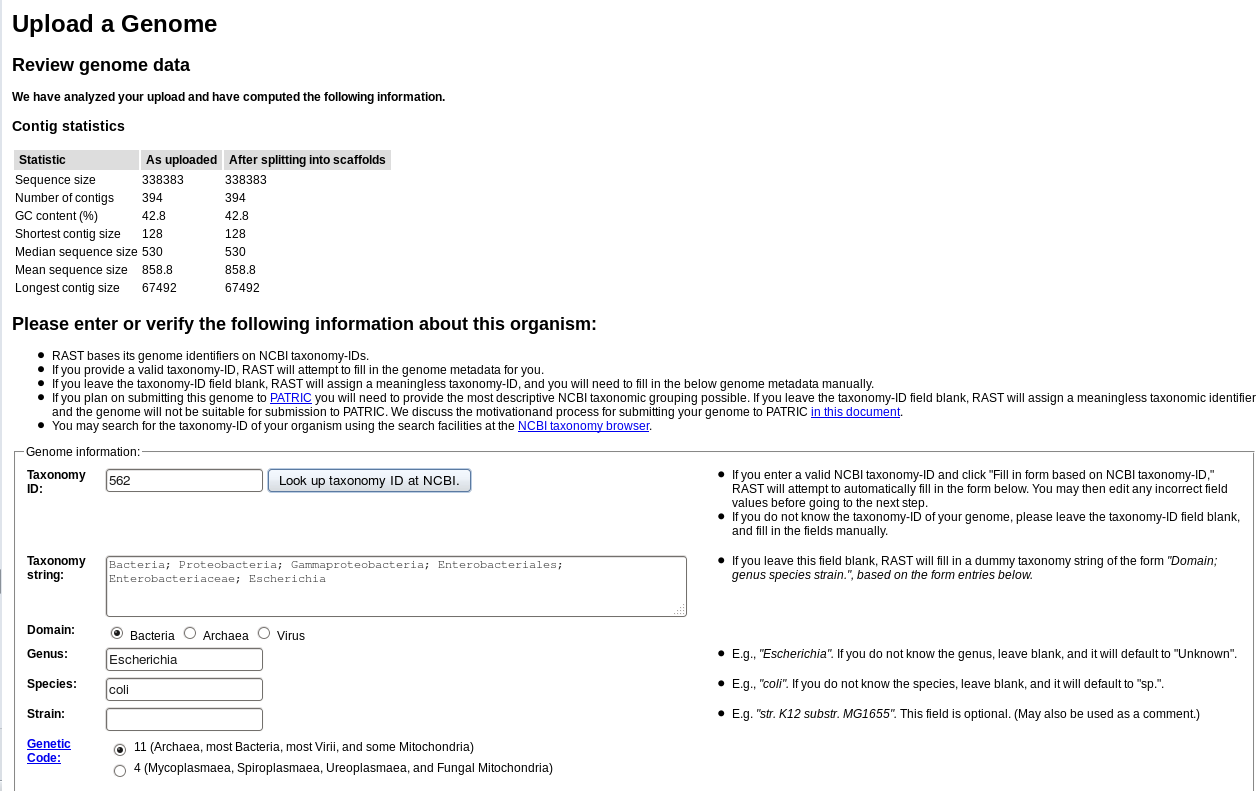 Upload a Genome
Review genome data
We have analyzed your upload and have computed the following information.
Contig statistics
Statistic As uploaded After splitting into scaffolds
Sequence size 338383 338383
Number of contigs 394 394
GC content (%) 42.8 42.8
Shortest contig size 128 128
Median sequence size 530 530
Mean sequence size 858.8 858.8
Longest contig size 67492 67492
Please enter or verify the following information about this organism:
RAST bases its genome identifiers on NCBI taxonomy-IDs.
If you provide a valid taxonomy-ID, RAST will attempt to fill in the genome metadata for you.
If you leave the taxonomy-ID field blank, RAST will assign a meaningless taxonomy-ID, and you will need to fill in the below genome metadata manually.
If you plan on submitting this genome to PATRIC you will need to provide the most descriptive NCBI taxonomic grouping possible. If you leave the taxonomy-ID field blank, RAST will assign a meaningless taxonomic identifier
and the genome will not be suitable for submission to PATRIC. We discuss the motivationand process for submitting your genome to PATRIC in this document.
You may search for the taxonomy-ID of your organism using the search facilities at the NCBI taxonomy browser.
Genome information:
Taxonomy
ID:
562
Look up taxonomy ID at NCBI.
If you enter a valid NCBI taxonomy-ID and click "Fill in form based on NCBI taxonomy-ID,"
RAST will attempt to automatically fill in the form below. You may then edit any incorrect field
values before going to the next step.
If you do not know the taxonomy-ID of your genome, please leave the taxonomy-ID field blank,
and fill in the fields manually.
Taxonomy
string:
Bacteria; Proteobacteria; Gammaproteobacteria; Enterobacteriales;
Enterobacteriaceae; Escherichia
If you leave this field blank, RAST will fill in a dummy taxonomy string of the form "Domain;
genus species strain.", based on the form entries below.
Domain: Bacteria Archaea Virus
Genus: Escherichia
E.g., "Escherichia". If you do not know the genus, leave blank, and it will default to "Unknown".
Species: coli
E.g., "coli". If you do not know the species, leave blank, and it will default to "sp.".
Strain:
E.g. "str. K12 substr. MG1655". This field is optional. (May also be used as a comment.)
Genetic
Code:
11 (Archaea, most Bacteria, most Virii, and some Mitochondria)
4 (Mycoplasmaea, Spiroplasmaea, Ureoplasmaea, and Fungal Mitochondria)